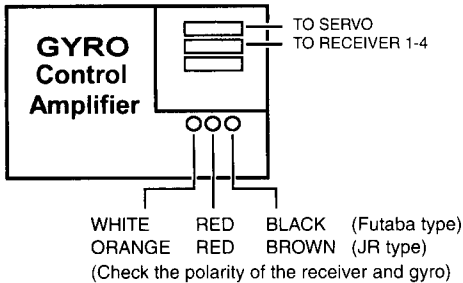 GYRO
Control
Amplifier
TO SERVO
TO RECEIVER 1-4
WHITE RED BLACK (Futaba type)
ORANGE RED BROWN (JR type)
(Check the polarity of the receiver and gyro)